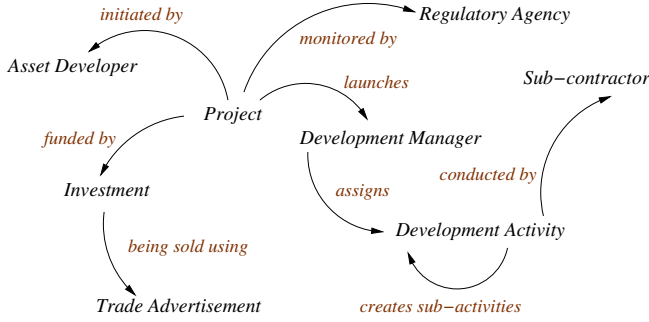 initiated by
Regulatory Agency
monitored by
Asset Developer
launches
Sub−contractor
Project
funded by
Development Manager
conducted by
Investment
assigns
Development Activity
being sold using
Trade Advertisement
creates sub−activities